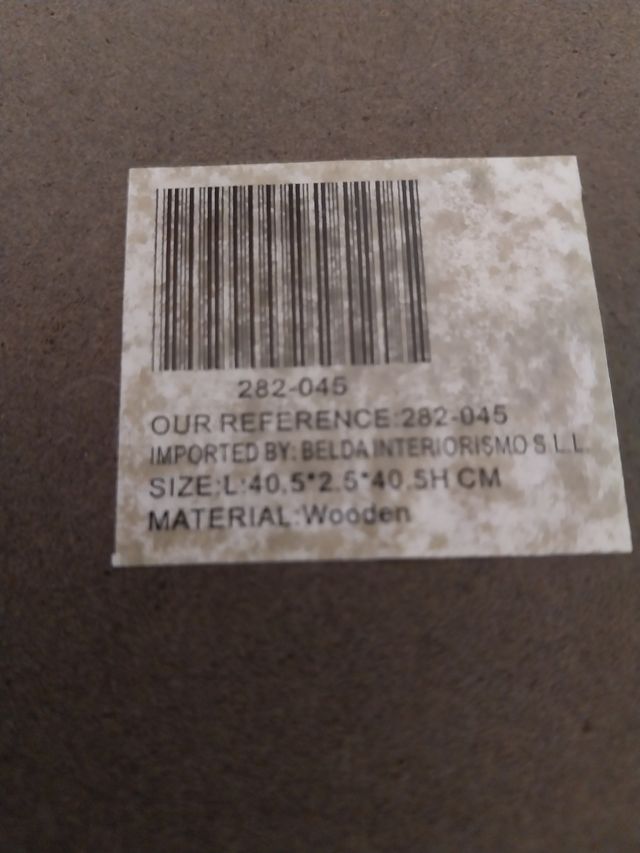 282-045
OUR REFERENCE:282-045
IMPORTED BY: BELDA INTERIORISMO S.L.L.
SIZE:L:40.5*2.5*40.5H CM
MATERIAL:Wooden